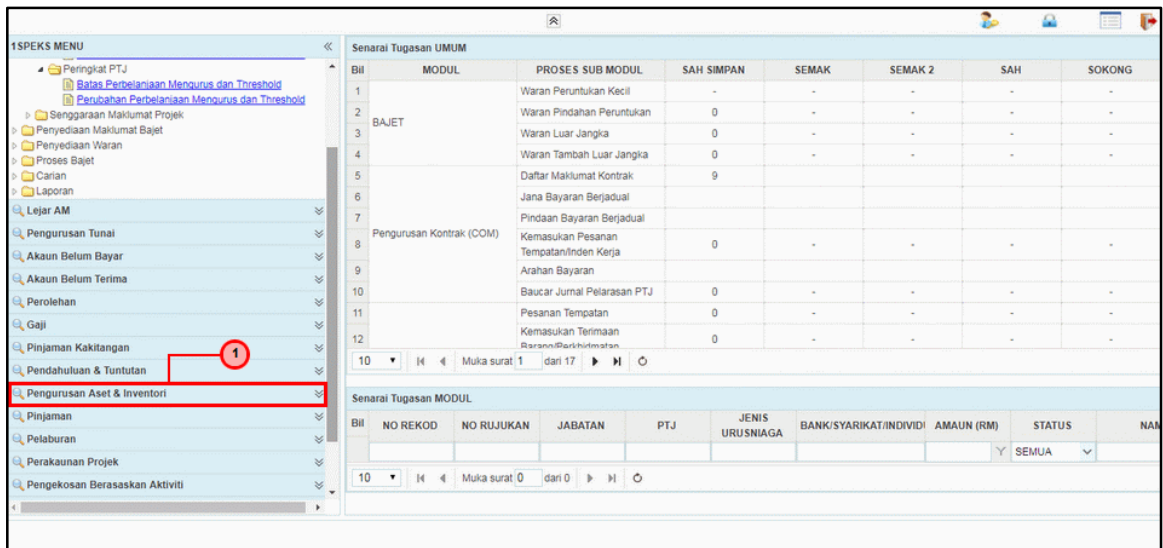 1SPEKS MENU
Peringkat PTJ
Batas Perbelanjaan Mengurus dan Threshold
Perubahan Perbelanjaan Mengurus dan Threshold
Senggaraan Maklumat Projek
Penyediaan Maklumat Bajet
Penyediaan Waran
Proses Bajet
Carian
Laporan
Lejar AM
Pengurusan Tunai
Akaun Belum Bayar
Akaun Belum Terima
Perolehan
Gaji
Pinjaman Kakitangan
1
Pendahuluan & Tuntutan
Pengurusan Aset & Inventori
Pinjaman
Pelaburan
Perakaunan Projek
Pengekosan Berasaskan Aktiviti
Senarai Tugasan UMUM
Bil MODUL PROSES SUB MODUL SAH SIMPAN SEMAK SEMAK 2 SAH SOKONG
1 Waran Peruntukan Kecil - - - - -
2 BAJET Waran Pindahan Peruntukan 0 - - - -
3 Waran Luar Jangka 0 - - - -
4 Waran Tambah Luar Jangka 0 - - - -
5 Daftar Maklumat Kontrak 9
6 Jana Bayaran Berjadual
7 Pindaan Bayaran Berjadual
8 Pengurusan Kontrak (COM) Kemasukan Pesanan Tempatan/Inden Kerja 0 - - - -
9 Arahan Bayaran
10 Baucar Jurnal Pelarasan PTJ 0 - - - -
11 Pesanan Tempatan 0 - - - -
12 Kemasukan Terimaan Barang/Perkhidmatan 0 - - - -
10 Muka surat 1 dari 17
Senarai Tugasan MODUL
Bil NO REKOD NO RUJUKAN JABATAN PTJ JENIS URUSNIAGA BANK/SYARIKAT/INDIVIDU AMAUN (RM) STATUS NAM
SEMUA
10 Muka surat 0 dari 0